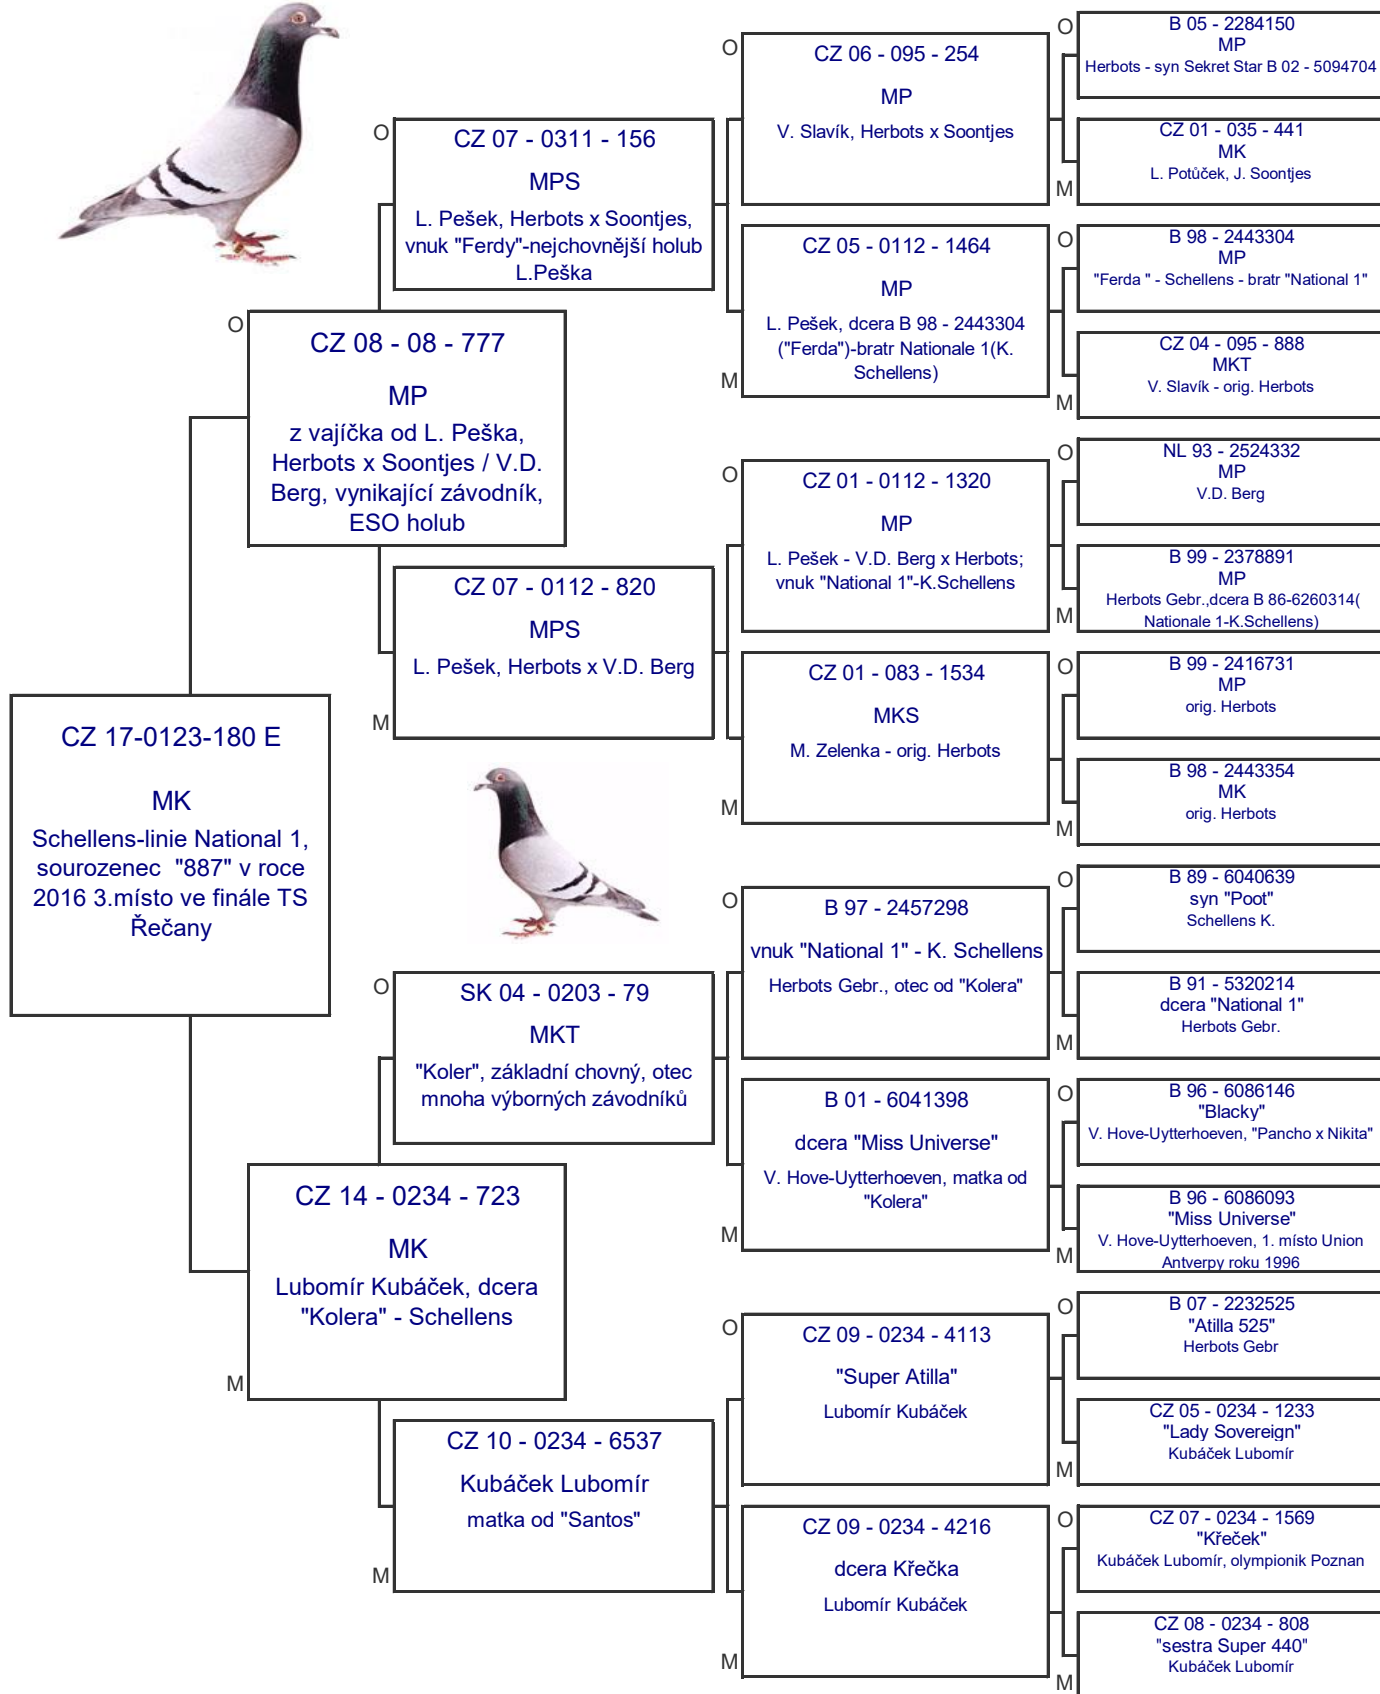 CZ 17-0123-180 E
MK
Schellens-linie National 1,
sourozenec "887" v roce
2016 3.místo ve finále TS
Řečany
O
CZ 08 - 08 - 777
MP
z vajíčka od L. Peška,
Herbots x Soontjes / V.D.
Berg, vynikající závodník,
ESO holub
M
CZ 14 - 0234 - 723
MK
Lubomír Kubáček, dcera
"Kolera" - Schellens
O
CZ 07 - 0311 - 156
MPS
L. Pešek, Herbots x Soontjes,
vnuk "Ferdy"-nejchovnější holub
L.Peška
M
CZ 07 - 0112 - 820
MPS
L. Pešek, Herbots x V.D. Berg
O
SK 04 - 0203 - 79
MKT
"Koler", základní chovný, otec
mnoha výborných závodníků
M
CZ 10 - 0234 - 6537
Kubáček Lubomír
matka od "Santos"
O
CZ 06 - 095 - 254
MP
V. Slavík, Herbots x Soontjes
M
CZ 05 - 0112 - 1464
MP
L. Pešek, dcera B 98 - 2443304
("Ferda")-bratr Nationale 1(K.
Schellens)
O
CZ 01 - 0112 - 1320
MP
L. Pešek - V.D. Berg x Herbots;
vnuk "National 1"-K.Schellens
M
CZ 01 - 083 - 1534
MKS
M. Zelenka - orig. Herbots
O
B 97 - 2457298
vnuk "National 1" - K. Schellens
Herbots Gebr., otec od "Kolera"
M
B 01 - 6041398
dcera "Miss Universe"
V. Hove-Uytterhoeven, matka od
"Kolera"
O
CZ 09 - 0234 - 4113
"Super Atilla"
Lubomír Kubáček
M
CZ 09 - 0234 - 4216
dcera Křečka
Lubomír Kubáček
O
B 05 - 2284150
MP
Herbots - syn Sekret Star B 02 - 5094704
M
CZ 01 - 035 - 441
MK
L. Potůček, J. Soontjes
O
B 98 - 2443304
MP
"Ferda " - Schellens - bratr "National 1"
M
CZ 04 - 095 - 888
MKT
V. Slavík - orig. Herbots
O
NL 93 - 2524332
MP
V.D. Berg
M
B 99 - 2378891
MP
Herbots Gebr.,dcera B 86-6260314(
Nationale 1-K.Schellens)
O
B 99 - 2416731
MP
orig. Herbots
M
B 98 - 2443354
MK
orig. Herbots
O
B 89 - 6040639
syn "Poot"
Schellens K.
M
B 91 - 5320214
dcera "National 1"
Herbots Gebr.
O
B 96 - 6086146
"Blacky"
V. Hove-Uytterhoeven, "Pancho x Nikita"
M
B 96 - 6086093
"Miss Universe"
V. Hove-Uytterhoeven, 1. místo Union
Antverpy roku 1996
O
B 07 - 2232525
"Atilla 525"
Herbots Gebr
M
CZ 05 - 0234 - 1233
"Lady Sovereign"
Kubáček Lubomír
O
CZ 07 - 0234 - 1569
"Křeček"
Kubáček Lubomír, olympionik Poznan
M
CZ 08 - 0234 - 808
"sestra Super 440"
Kubáček Lubomír